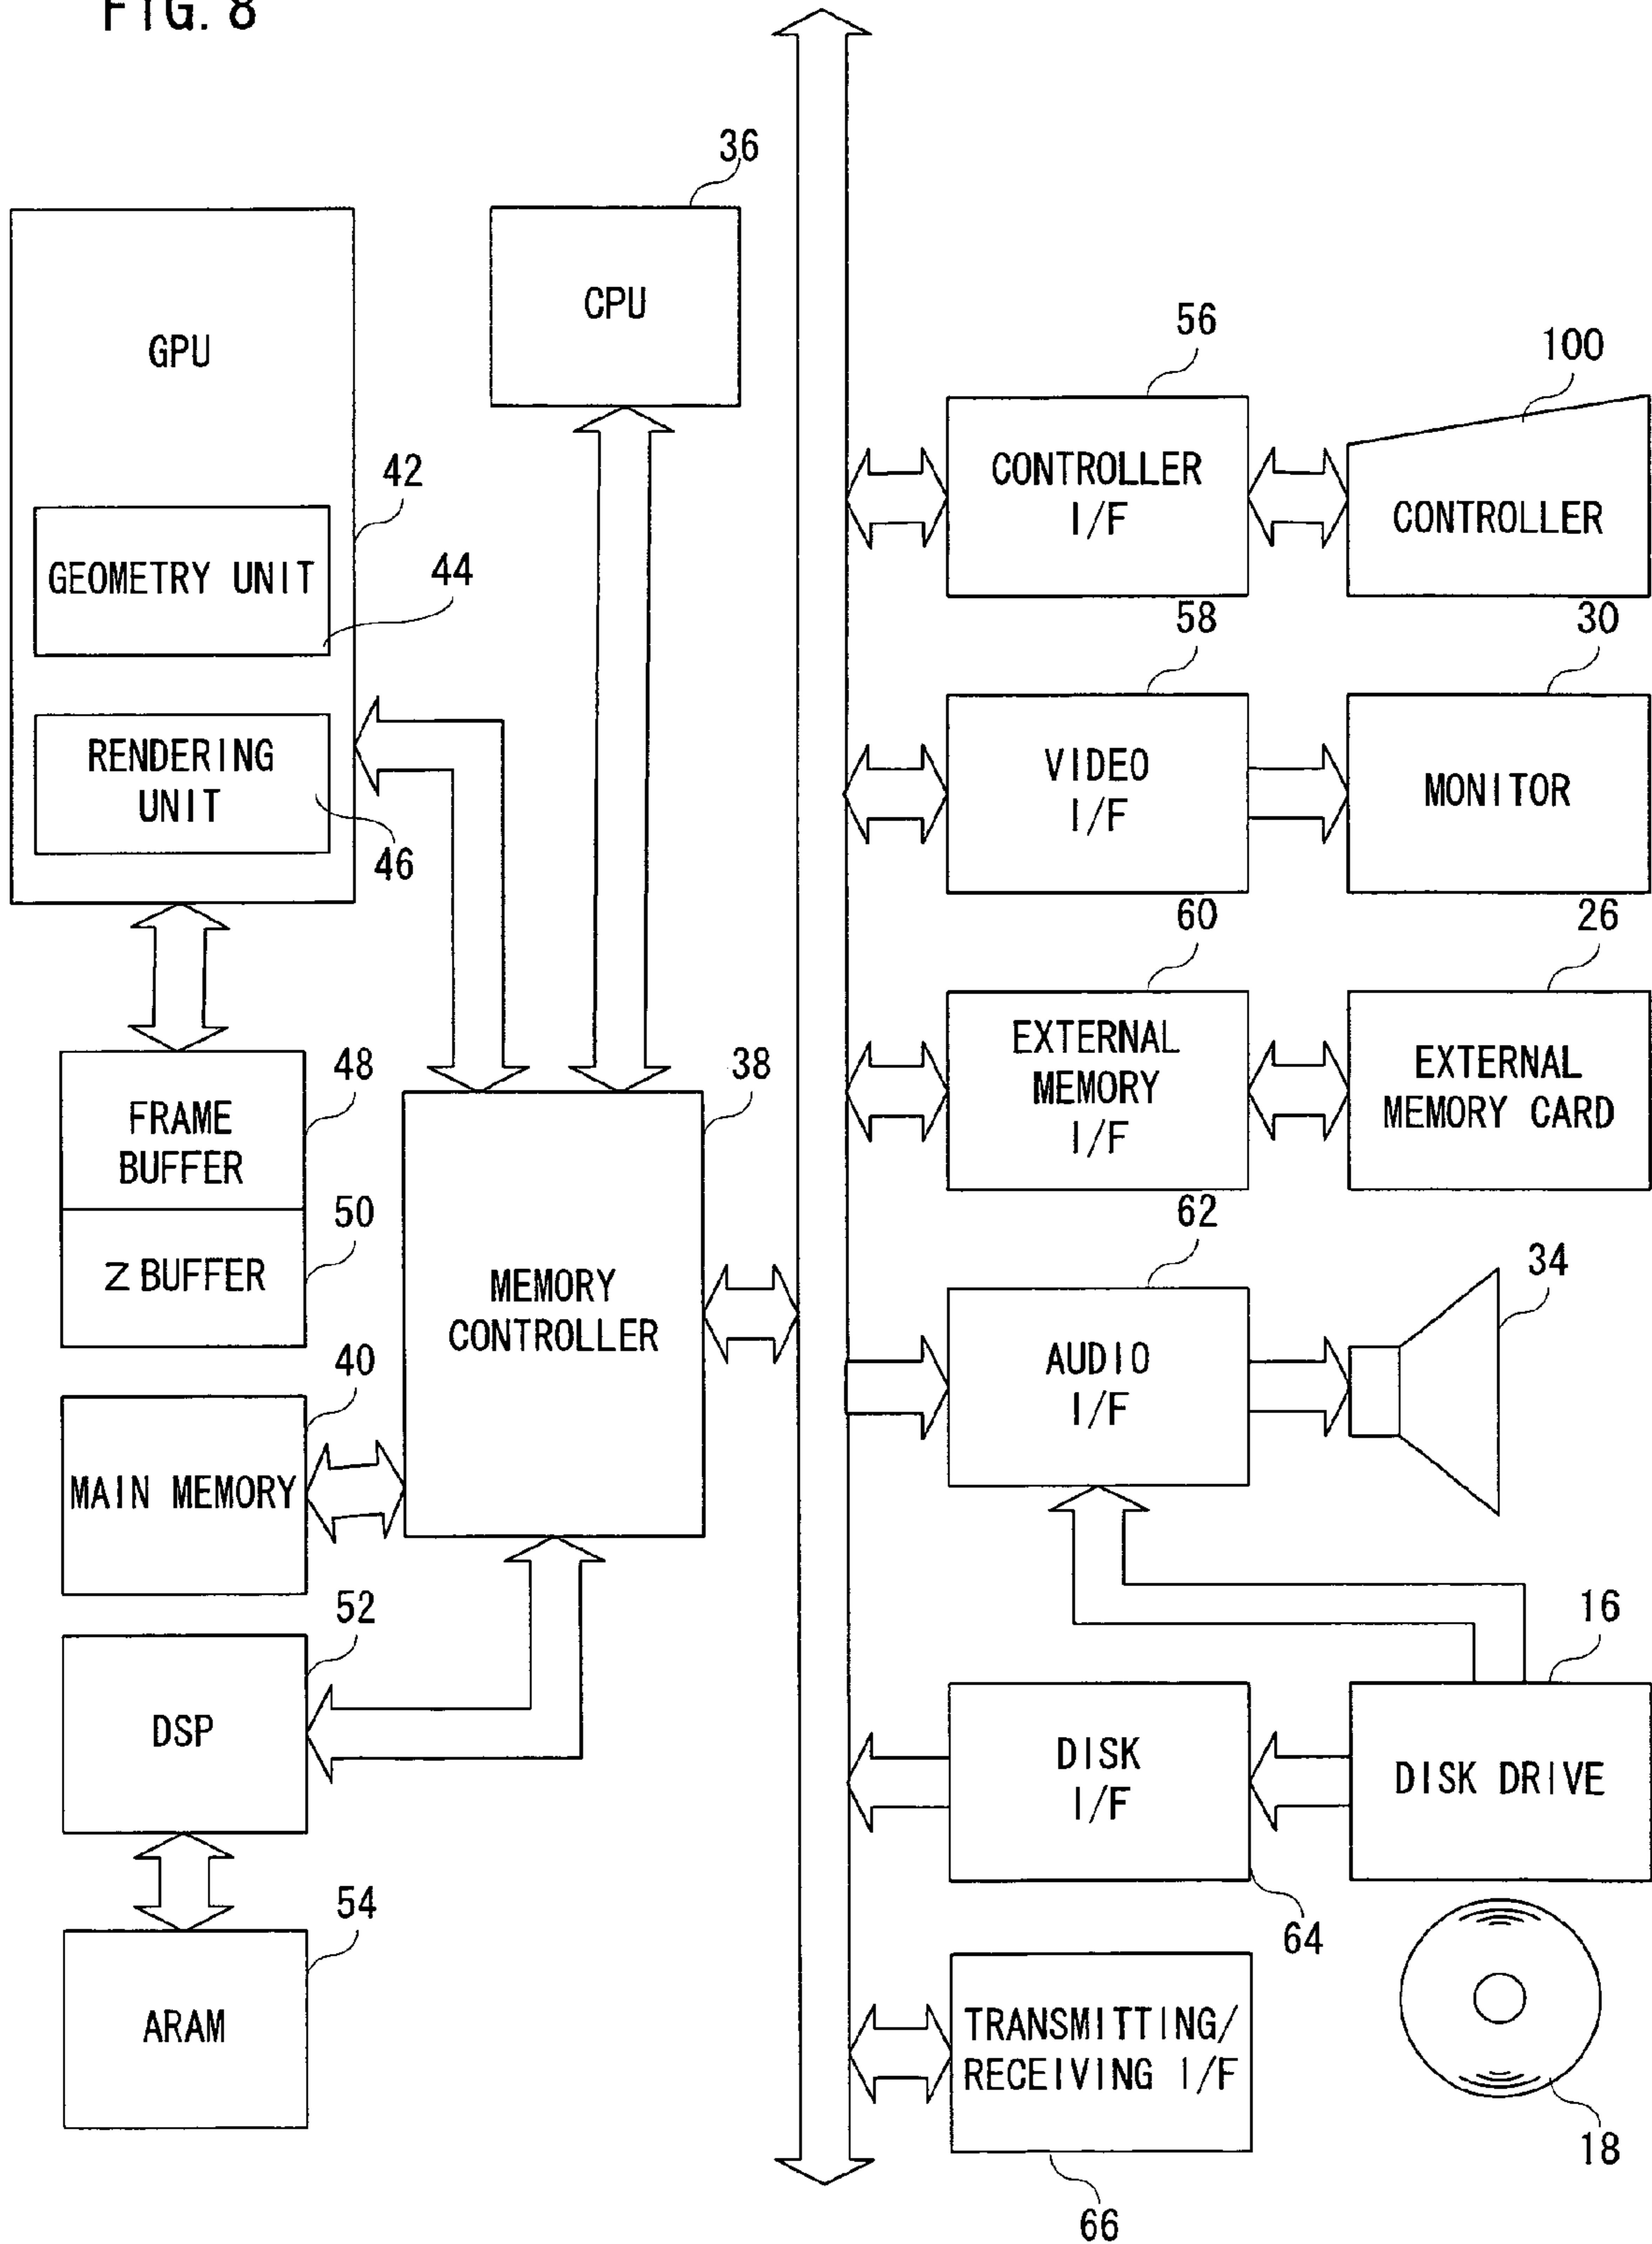 FIG. 8
36
GPU
CPU
56
100
42
CONTROLLER
I/F
CONTROLLER
GEOMETRY UNIT
44
58
30
RENDERING
UNIT
46
VIDEO
I/F
MONITOR
60
26
48
38
EXTERNAL
MEMORY
I/F
EXTERNAL
MEMORY CARD
FRAME
BUFFER
50
62
Z BUFFER
MEMORY
CONTROLLER
34
40
AUDIO
I/F
MAIN MEMORY
52
16
DSP
DISK
I/F
DISK DRIVE
54
64
ARAM
TRANSMITTING/
RECEIVING I/F
18
66